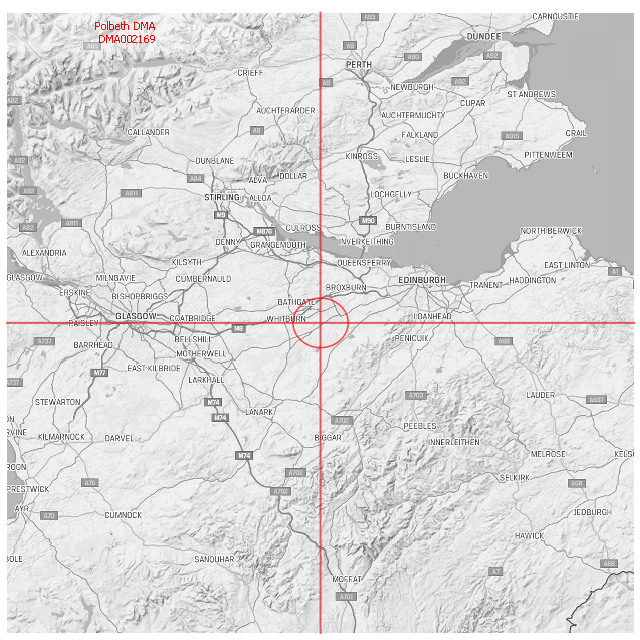 CARNOUSTIE
A93
Polbeth DMA
DUNDEE
DMA002169
A9
A85
A90
A92
PERTH
CRIEFF
A9
A92
NEWBURGH
ST ANDREWS
A82
CUPAR
AUCHTERARDER
AUCHTERMUCHTY
CALLANDER
A9
FALKLAND
A915
CRAIL
A82
DUNBLANE
KINROSS
LESLIE
PITTENWEEM
A84
ALVA
DOLLAR
BUCKHAVEN
A82
A811
STIRLING
ALLOA
LOCHGELLY
M9
A811
M90
A82
M876
CULROSS
BURNTISLAND
NORTH BERWICK
DENNY
GRANGEMOUTH
INVERKEITHING
ALEXANDRIA
KILSYTH
QUEENSFERRY
EAST LINTON
A1
GLASGOW
MILNGAVIE
CUMBERNAULD
EDINBURGH
HADDINGTON
ERSKINE
BISHOPBRIGGS
BROXBURN
TRANENT
BATHGATE
GLASGOW
COATBRIDGE
WHITBURN
LOANHEAD
PAISLEY
M8
A737
BARRHEAD
BELLSHILL
PENICUIK
A68
MOTHERWELL
M77
EAST KILBRIDE
A737
LARKHALL
A703
LAUDER
STEWARTON
M74
A697
LANARK
M74
A702
PEEBLES
IRVINE
KILMARNOCK
DARVEL
BIGGAR
INNERLEITHEN
M74
MELROSE
KELS
ROON
A702
SELKIRK
A76
A68
PRESTWICK
A702
AYR
A70
CUMNOCK
JEDBURGH
HAWICK
BOLE
SANQUHAR
A68
A7
MOFFAT
A701